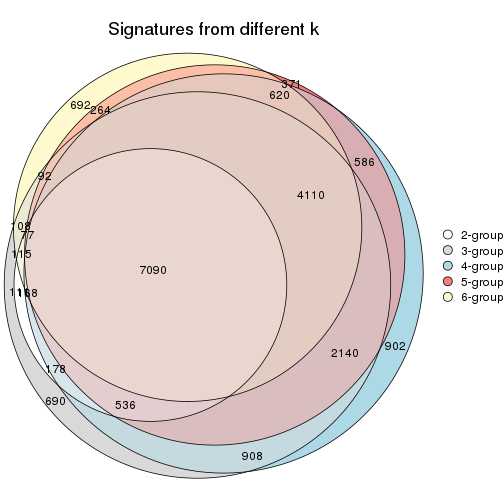 Signatures from different k
371
620
692
264
586
92
4110
108
77
115
7090
178
536
690
2140
902
908
2-group
3-group
4-group
5-group
6-group